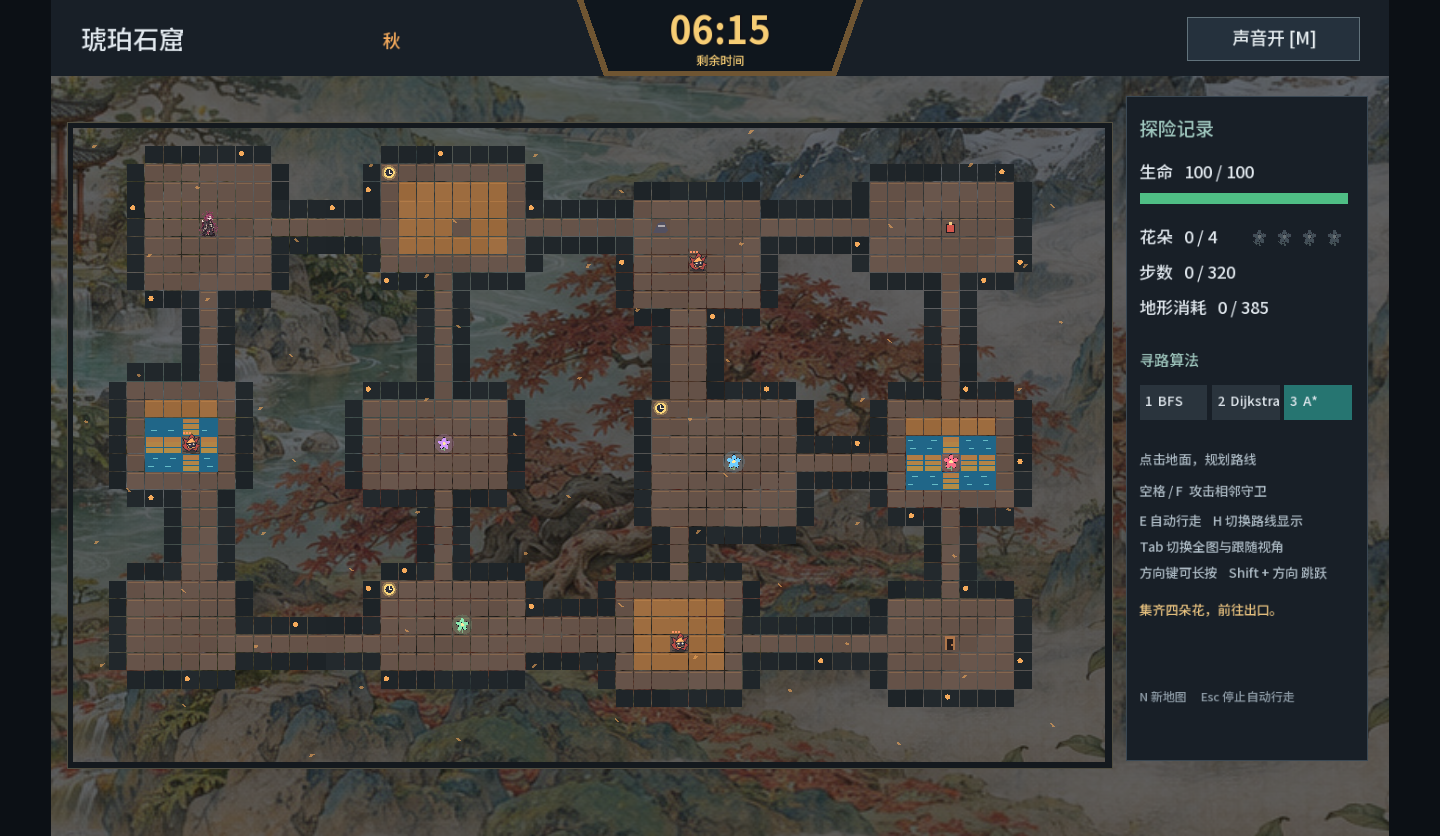 琥珀石窟
秋
06:15
剩余时间
声音开 [M]
探险记录
生命 100 / 100
花朵 0 / 4
步数 0 / 320
地形消耗 0 / 385
寻路算法
1 BFS
2 Dijkstra
3 A*
点击地面，规划路线
空格 / F 攻击相邻守卫
E 自动行走 H 切换路线显示
Tab 切换全图与跟随视角
方向键可长按 Shift + 方向 跳跃
集齐四朵花，前往出口。
N 新地图 Esc 停止自动行走